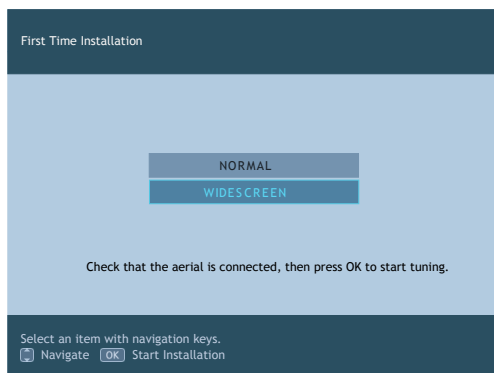 First Time Installation
NORMAL
WIDESCREEN
Check that the aerial is connected, then press OK to start tuning.
Select an item with navigation keys.
Navigate OK Start Installation